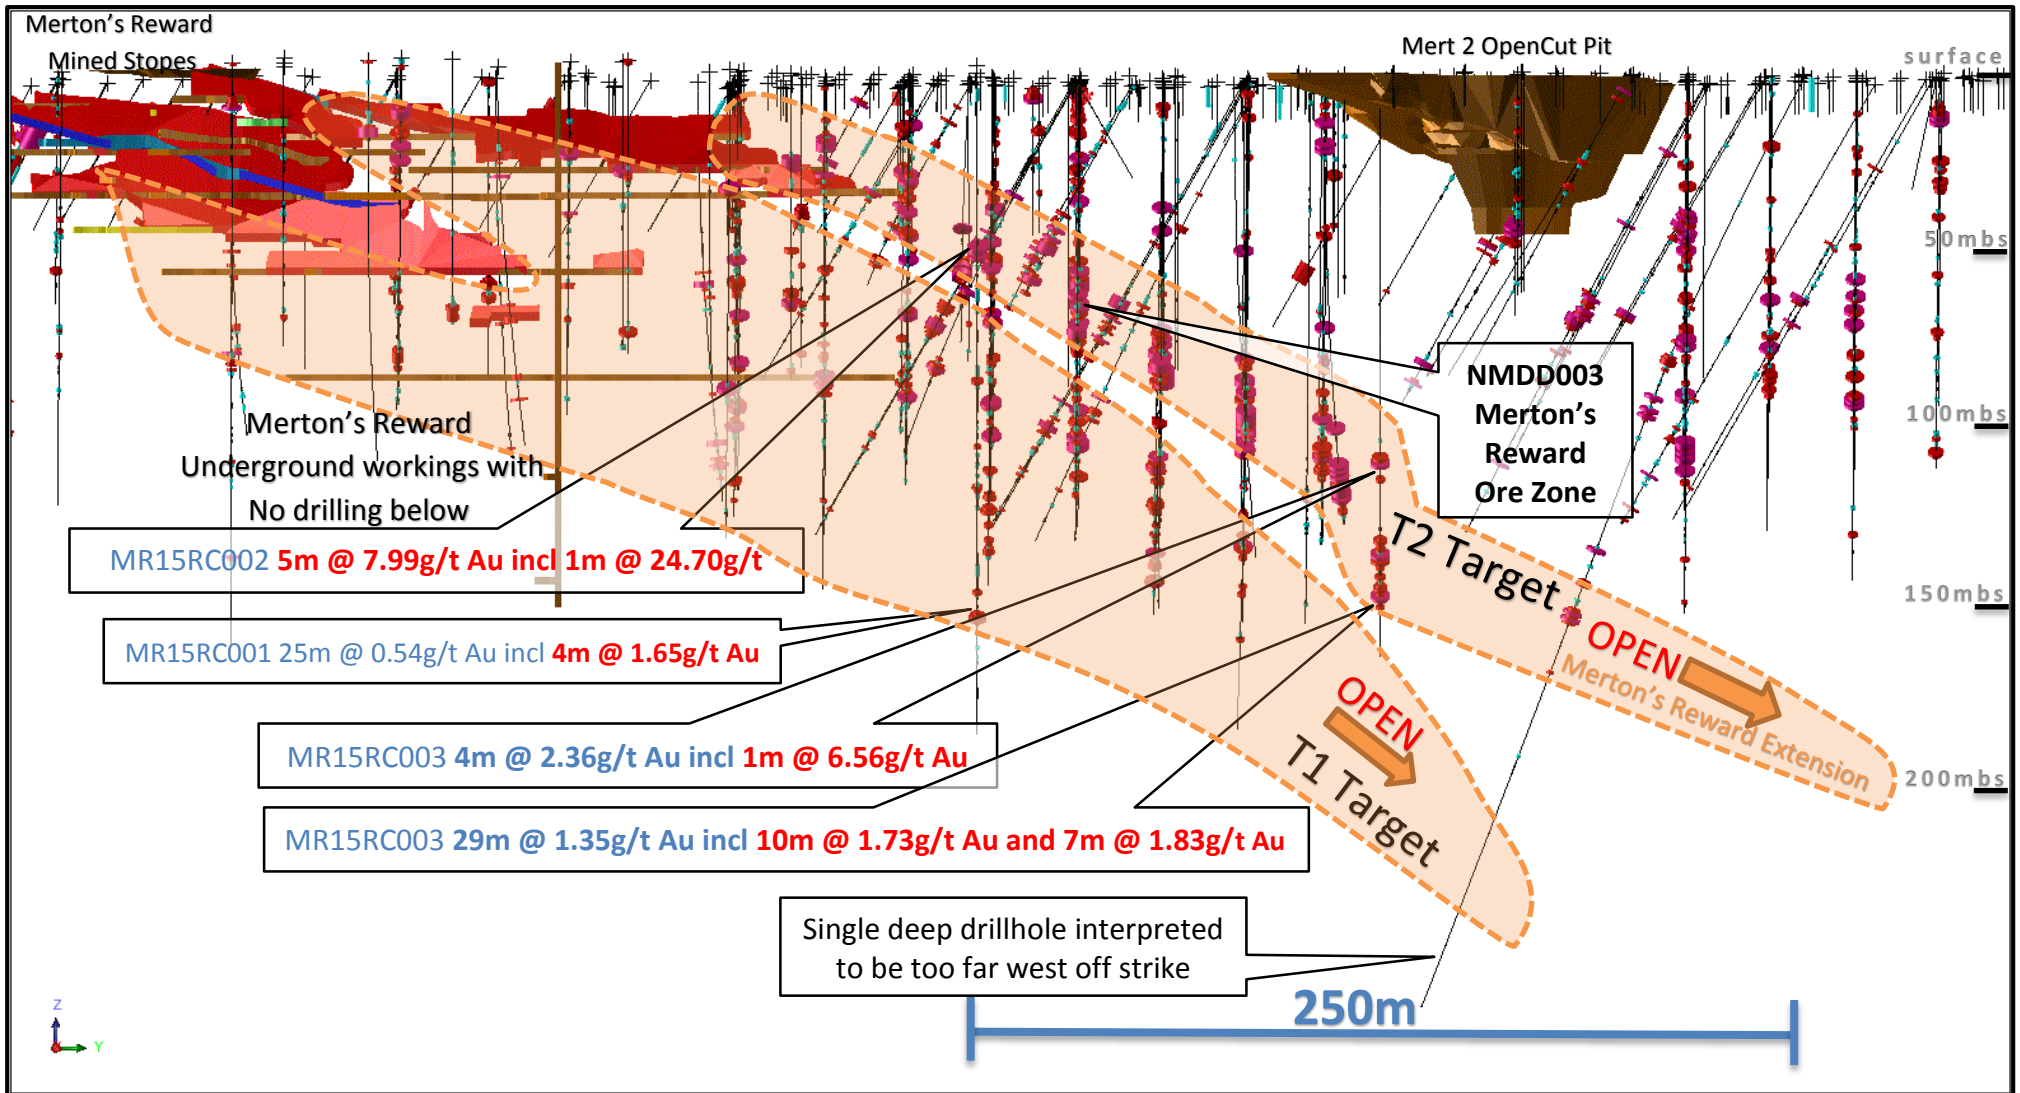 Merton's Reward
Mined Stopes
Mert 2 OpenCut Pit
surface
50mbs
100mbs
150mbs
200mbs
NMDD003
Merton's
Reward
Ore Zone
Merton's Reward
Underground workings with
No drilling below
MR15RC002 5m @ 7.99g/t Au incl 1m @ 24.70g/t
MR15RC001 25m @ 0.54g/t Au incl 4m @ 1.65g/t Au
MR15RC003 4m @ 2.36g/t Au incl 1m @ 6.56g/t Au
MR15RC003 29m @ 1.35g/t Au incl 10m @ 1.73g/t Au and 7m @ 1.83g/t Au
T2 Target
OPEN
Merton's Reward Extension
OPEN
T1 Target
Single deep drillhole interpreted
to be too far west off strike
250m
Z
Y